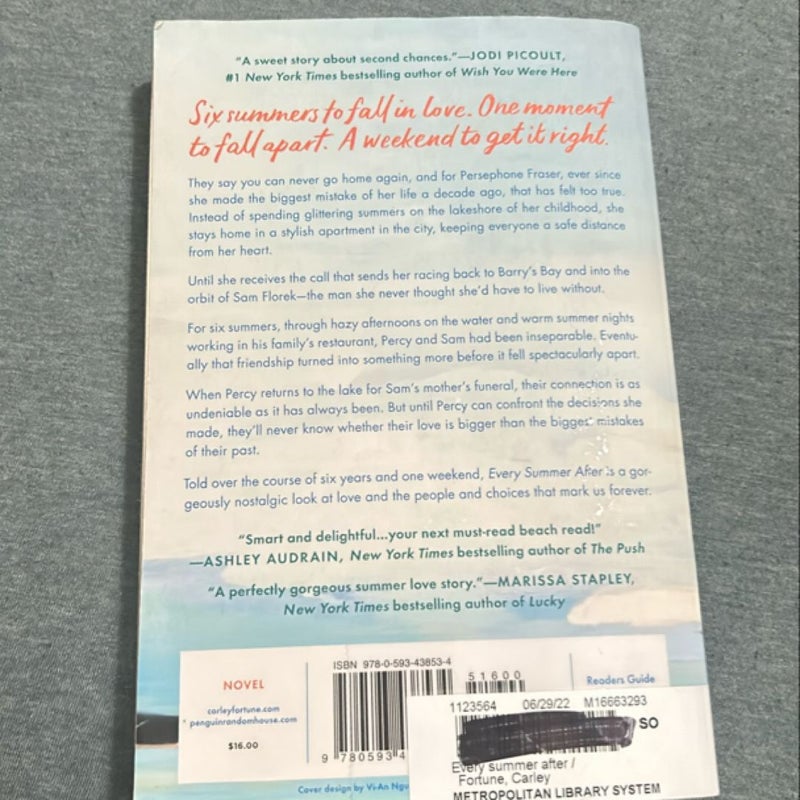 “A sweet story about second chances.”—JODI PICOULT,
#1 New York Times bestselling author of Wish You Were Here
Six summers to fall in love. One moment
to fall apart. A weekend to get it right.
They say you can never go home again, and for Persephone Fraser, ever since
she made the biggest mistake of her life a decade ago, that has felt too true.
Instead of spending glittering summers on the lakeshore of her childhood, she
stays home in a stylish apartment in the city, keeping everyone a safe distance
from her heart.
Until she receives the call that sends her racing back to Barry’s Bay and into the
orbit of Sam Florek—the man she never thought she’d have to live without.
For six summers, through hazy afternoons on the water and warm summer nights
working in his family’s restaurant, Percy and Sam had been inseparable. Eventu-
ally that friendship turned into something more before it fell spectacularly apart.
When Percy returns to the lake for Sam’s mother’s funeral, their connection is as
undeniable as it has always been. But until Percy can confront the decisions she
made, they’ll never know whether their love is bigger than the biggest mistakes
of their past.
Told over the course of six years and one weekend, Every Summer After is a gor-
geously nostalgic look at love and the people and choices that mark us forever.
“Smart and delightful...your next must-read beach read!”
—ASHLEY AUDRAIN, New York Times bestselling author of The Push
“A perfectly gorgeous summer love story.”—MARISSA STAPLEY,
New York Times bestselling author of Lucky
NOVEL
carleyfortune.com
penguinrandomhouse.com
$16.00
ISBN 978-0-593-43853-4
51600
9 780593 4
Readers Guide
1123564 06/29/22 M16663293
SO
Every summer after /
Fortune, Carley
METROPOLITAN LIBRARY SYSTEM
Cover design by Vi-An